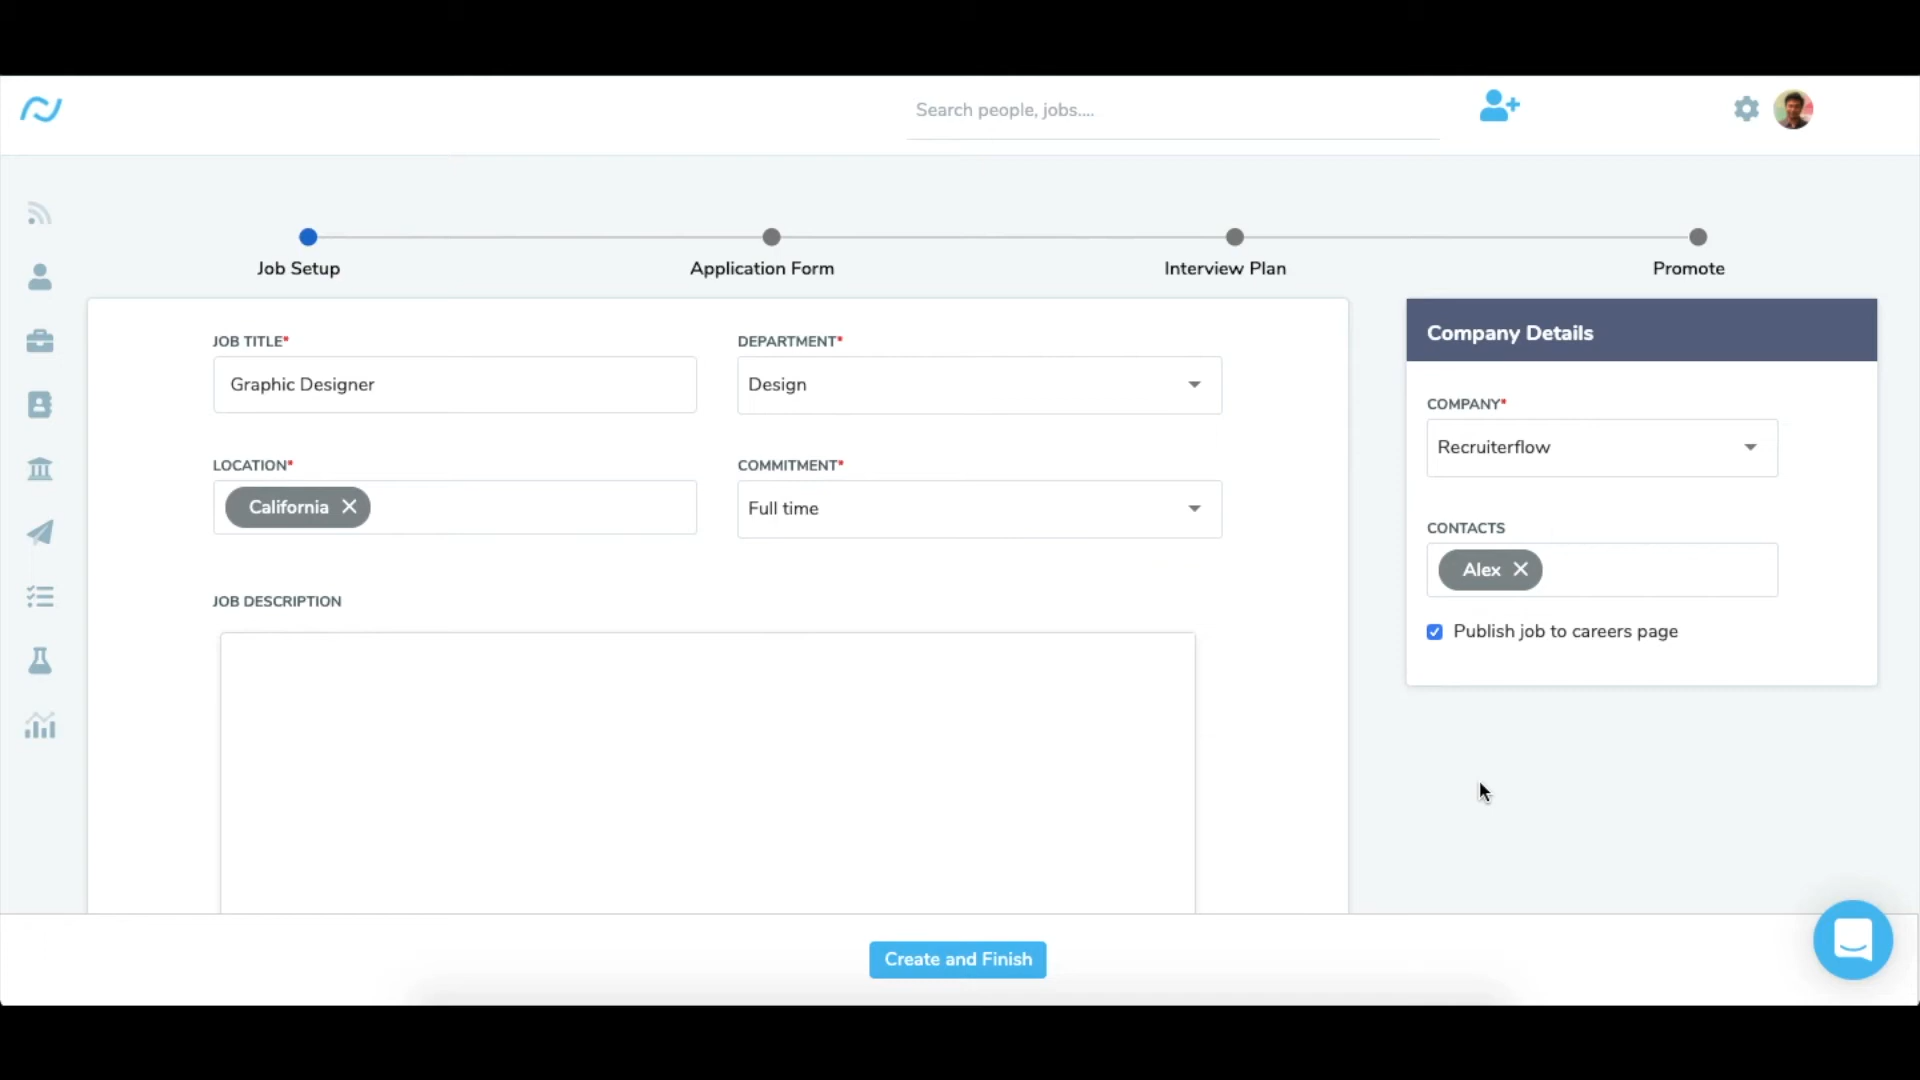 Search people, jobs....
Job Setup
Application Form
Interview Plan
Promote
JOB TITLE*
Graphic Designer
DEPARTMENT*
Design
LOCATION*
California
COMMITMENT*
Full time
JOB DESCRIPTION
Company Details
COMPANY*
Recruiterflow
CONTACTS
Alex
Publish job to careers page
Create and Finish